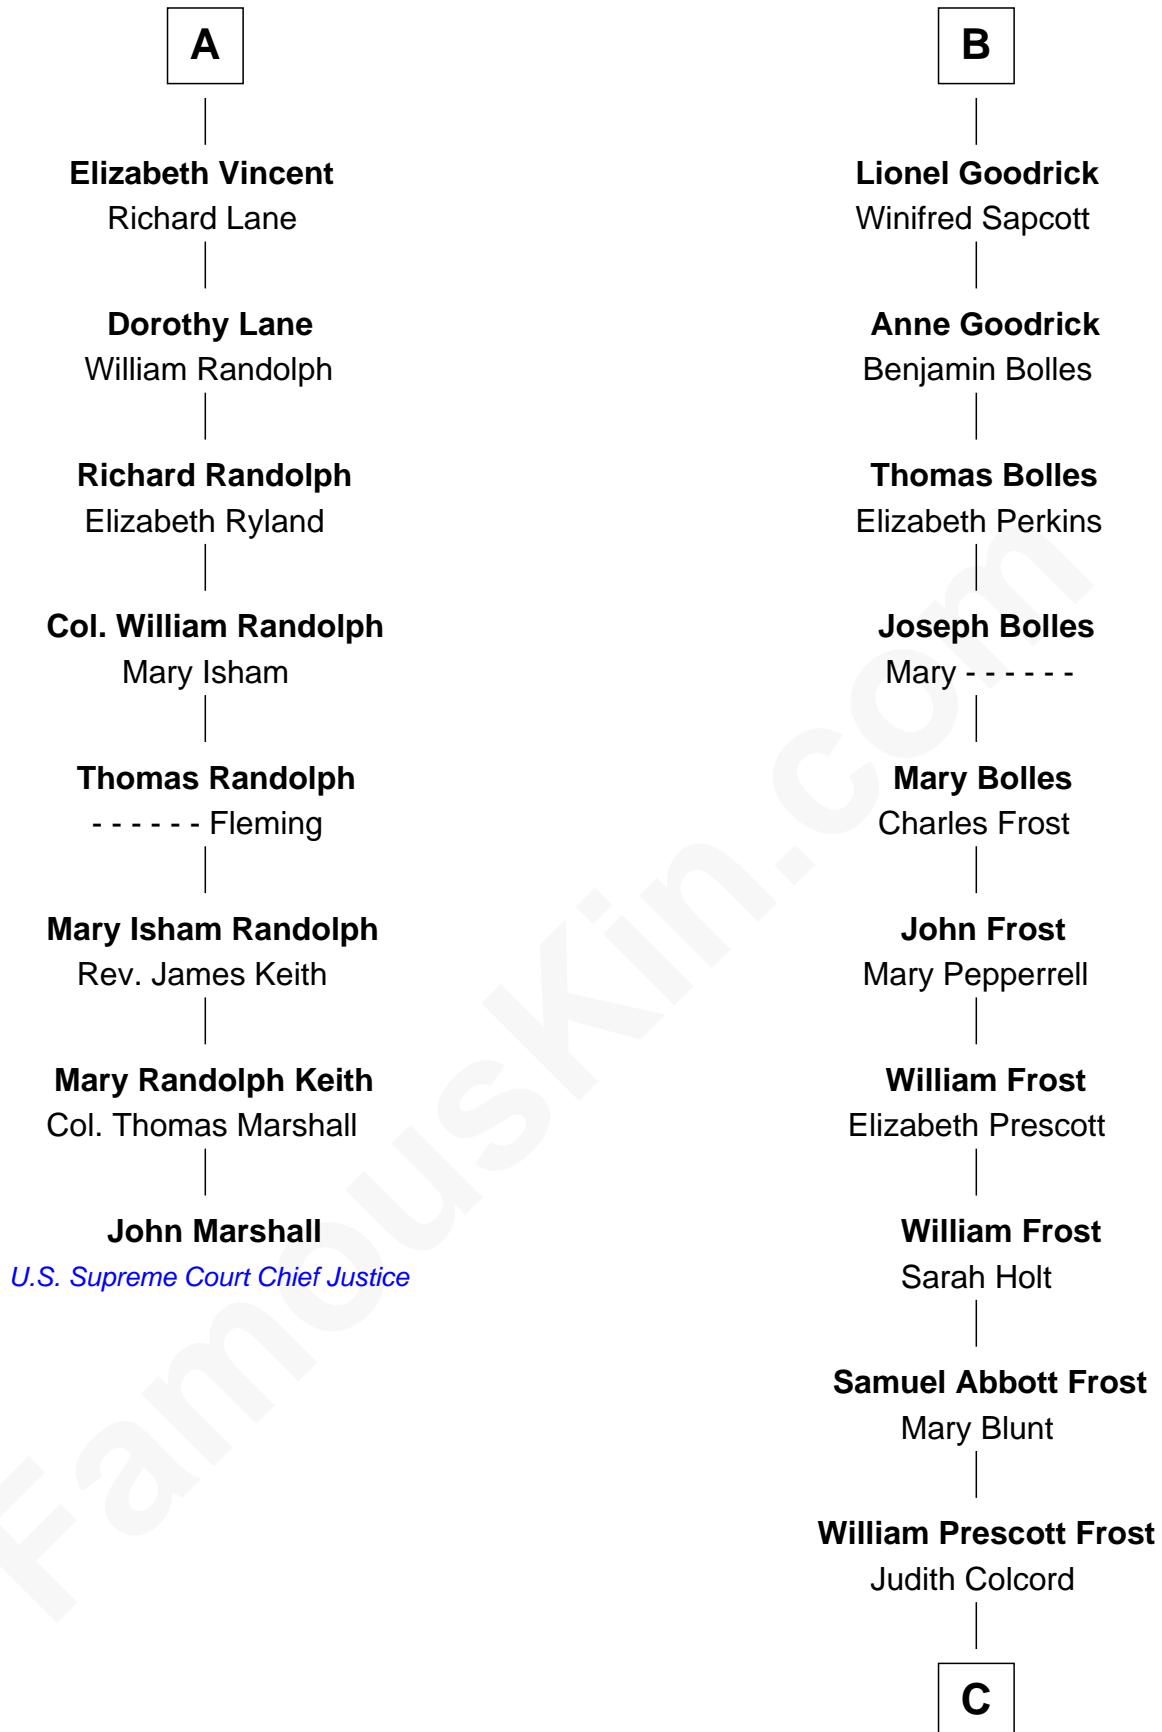 A
Elizabeth Vincent
Richard Lane
Dorothy Lane
William Randolph
Richard Randolph
Elizabeth Ryland
Col. William Randolph
Mary Isham
Thomas Randolph
- - - - - - Fleming
Mary Isham Randolph
Rev. James Keith
Mary Randolph Keith
Col. Thomas Marshall
John Marshall
U.S. Supreme Court Chief Justice
B
Lionel Goodrick
Winifred Sapcott
Anne Goodrick
Benjamin Bolles
Thomas Bolles
Elizabeth Perkins
Joseph Bolles
Mary - - - - - -
Mary Bolles
Charles Frost
John Frost
Mary Pepperrell
William Frost
Elizabeth Prescott
William Frost
Sarah Holt
Samuel Abbott Frost
Mary Blunt
William Prescott Frost
Judith Colcord
C
FamousKin.com